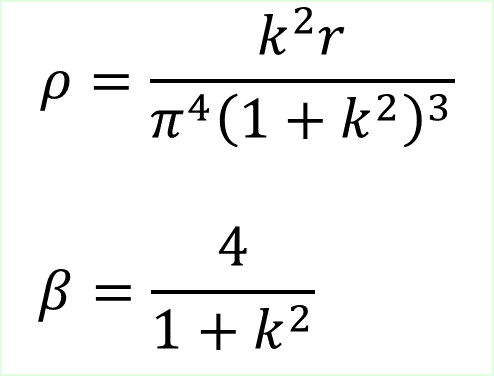 ρ = k²r / π⁴(1 + k²)³
β = 4 / 1 + k²